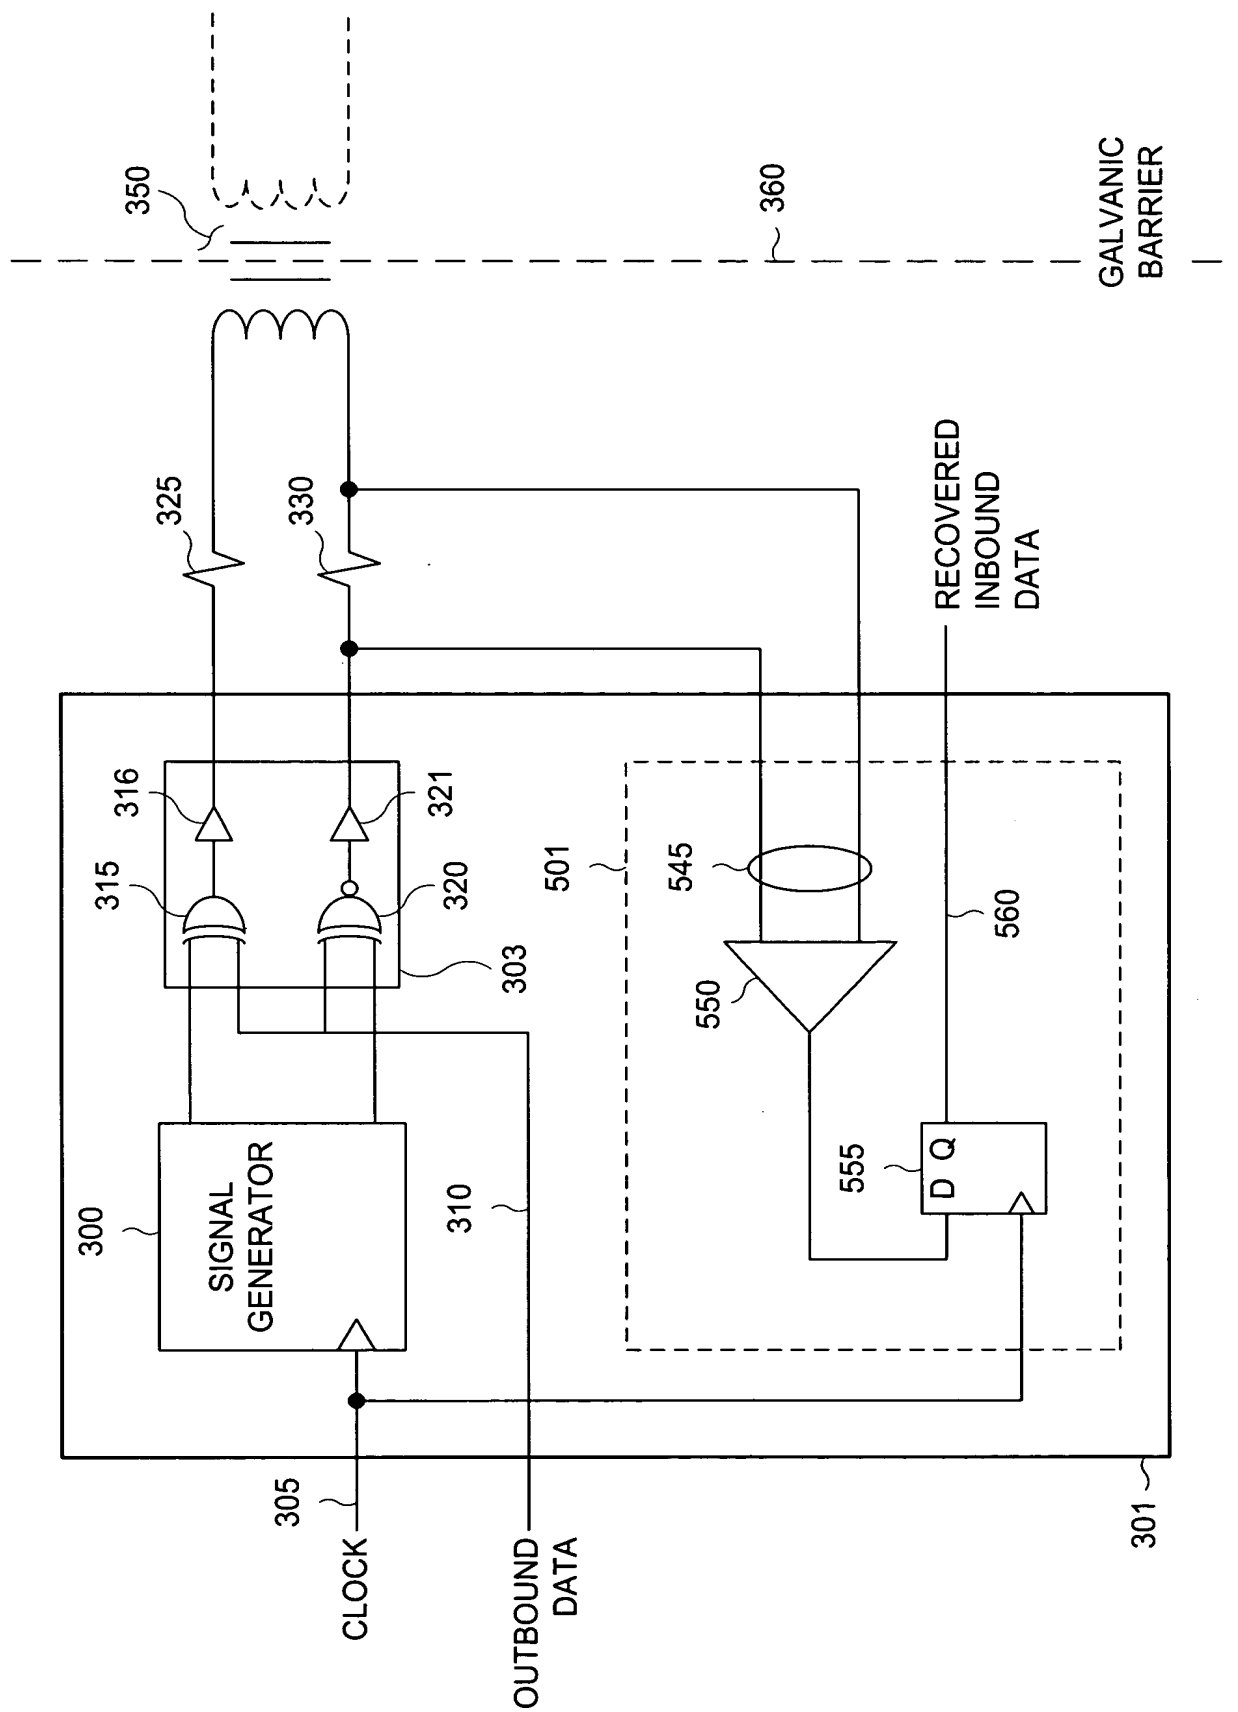 350
360
GALVANIC
BARRIER
325
330
RECOVERED
INBOUND
DATA
316
321
315
320
303
501
545
550
560
300
SIGNAL
GENERATOR
310
555
D Q
305
CLOCK
OUTBOUND
DATA
301